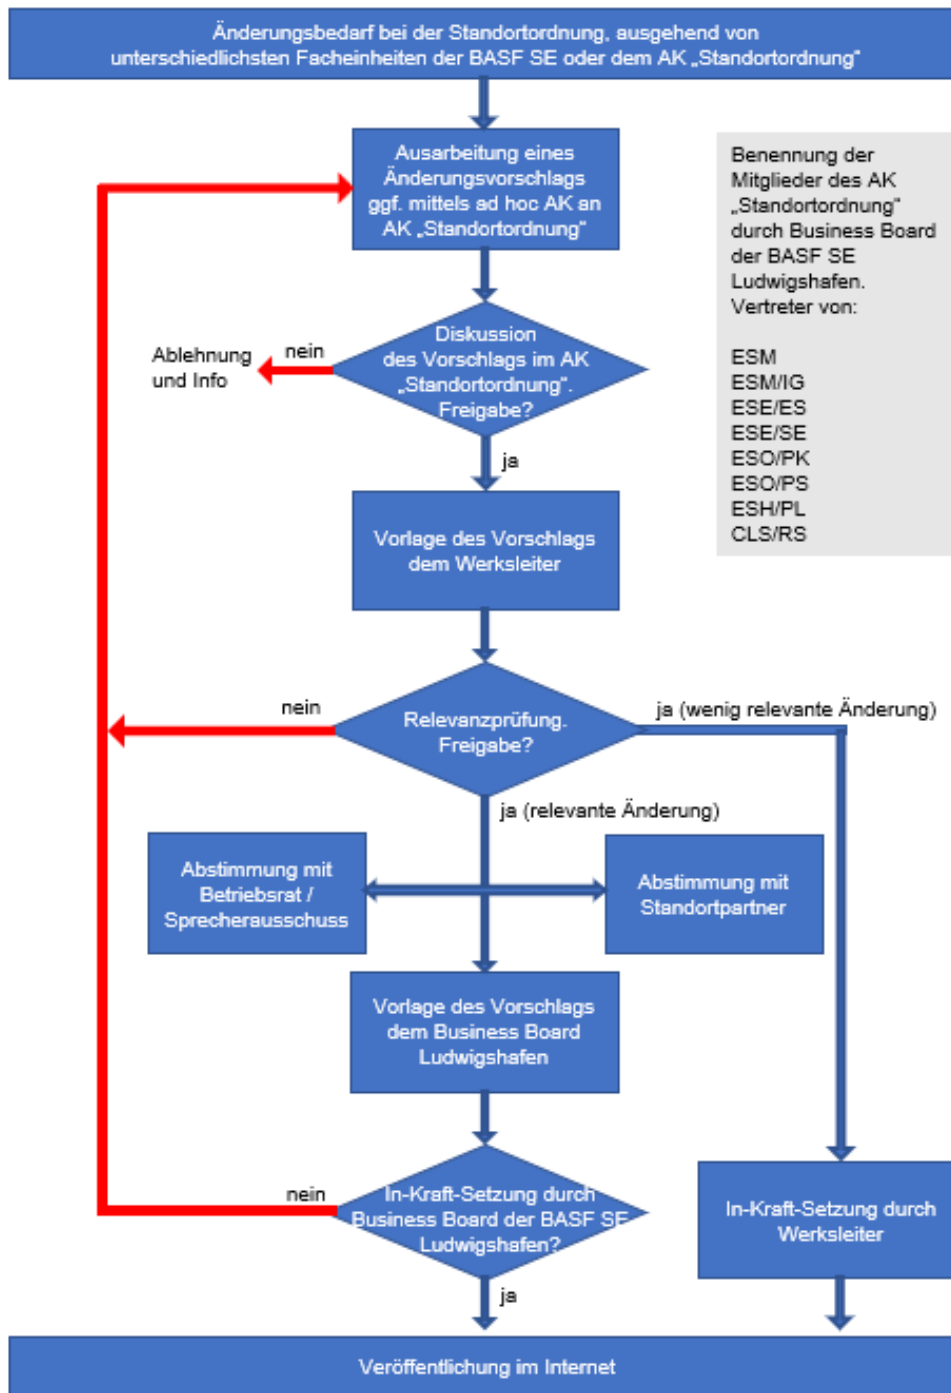 Änderungsbedarf bei der Standortordnung, ausgehend von
unterschiedlichsten Facheinheiten der BASF SE oder dem AK „Standortordnung“
Ausarbeitung eines
Änderungsvorschlags
ggf. mittels ad hoc AK an
AK „Standortordnung“
Benennung der
Mitglieder des AK
„Standortordnung“
durch Business Board
der BASF SE
Ludwigshafen.
Vertreter von:
ESM
ESM/IG
ESE/ES
ESE/SE
ESO/PK
ESO/PS
ESH/PL
CLS/RS
Diskussion
des Vorschlags im AK
„Standortordnung“.
Freigabe?
nein
Ablehnung
und Info
ja
Vorlage des Vorschlags
dem Werksleiter
Relevanzprüfung.
Freigabe?
nein
ja (wenig relevante Änderung)
ja (relevante Änderung)
Abstimmung mit
Betriebsrat /
Sprecherausschuss
Abstimmung mit
Standortpartner
Vorlage des Vorschlags
dem Business Board
Ludwigshafen
nein
In-Kraft-Setzung durch
Business Board der BASF SE
Ludwigshafen?
In-Kraft-Setzung durch
Werksleiter
ja
Veröffentlichung im Internet